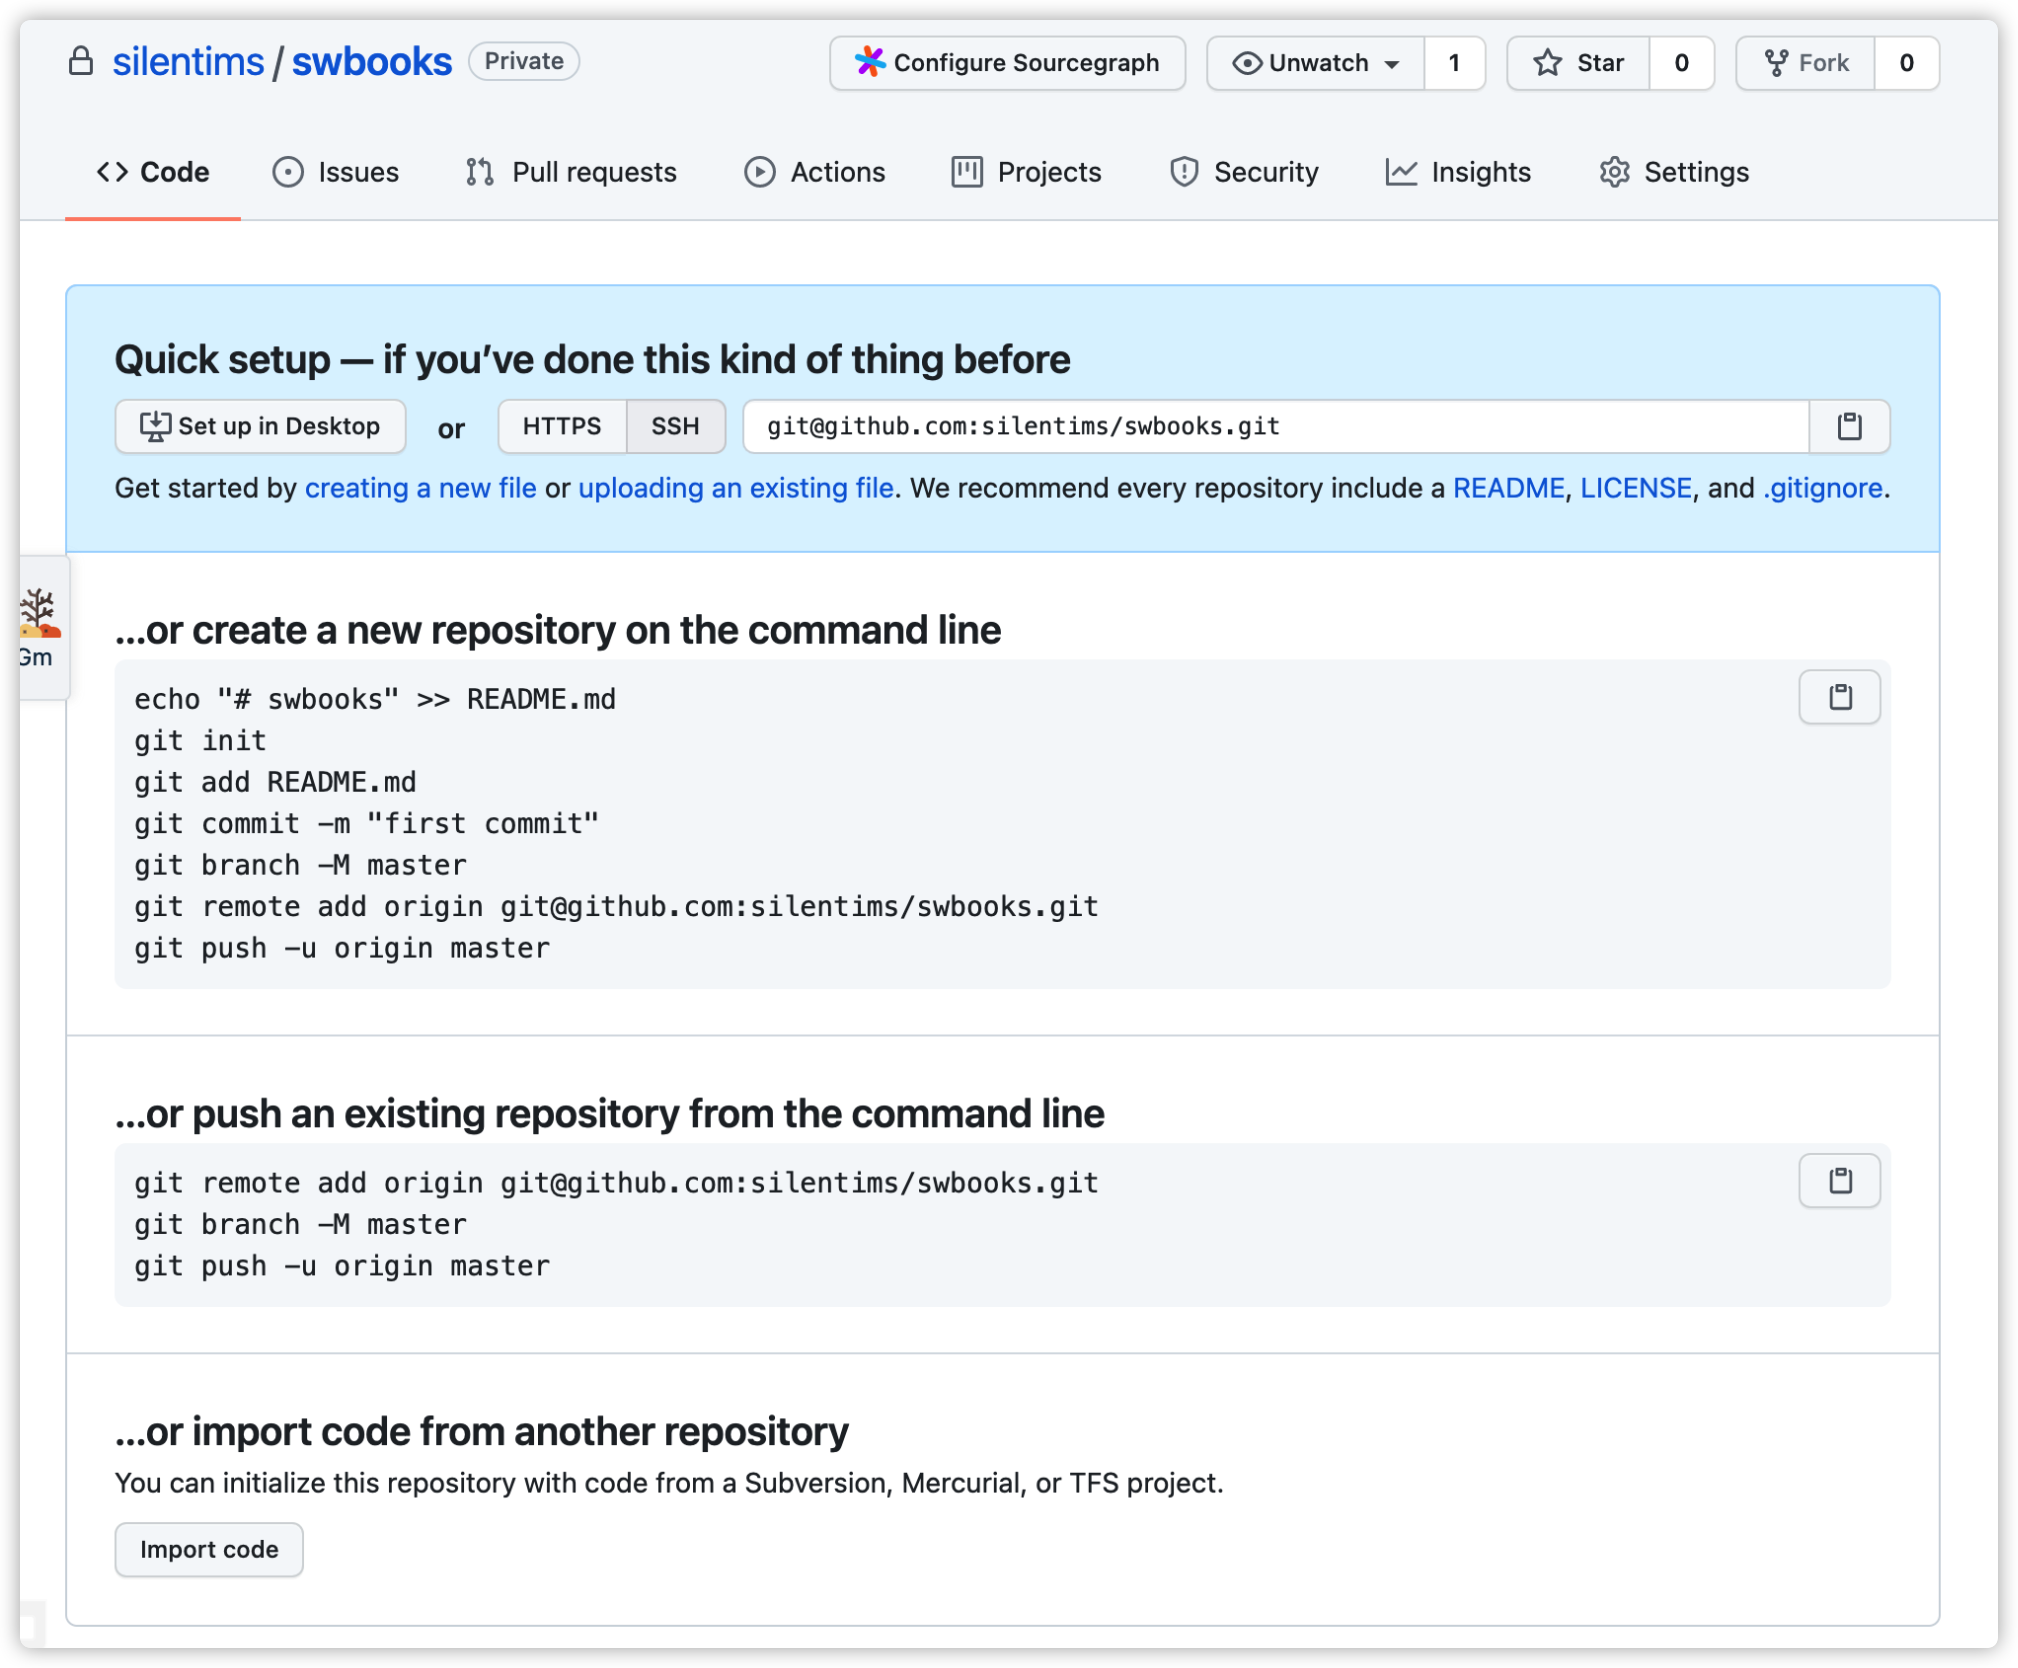 silentims / swbooks Private Configure Sourcegraph Unwatch 1 Star 0 Fork 0
Code Issues Pull requests Actions Projects Security Insights Settings
Quick setup — if you’ve done this kind of thing before
Set up in Desktop or HTTPS SSH git@github.com:silentims/swbooks.git
Get started by creating a new file or uploading an existing file. We recommend every repository include a README, LICENSE, and .gitignore.
Gm
...or create a new repository on the command line
echo "# swbooks" >> README.md
git init
git add README.md
git commit -m "first commit"
git branch -M master
git remote add origin git@github.com:silentims/swbooks.git
git push -u origin master
...or push an existing repository from the command line
git remote add origin git@github.com:silentims/swbooks.git
git branch -M master
git push -u origin master
...or import code from another repository
You can initialize this repository with code from a Subversion, Mercurial, or TFS project.
Import code